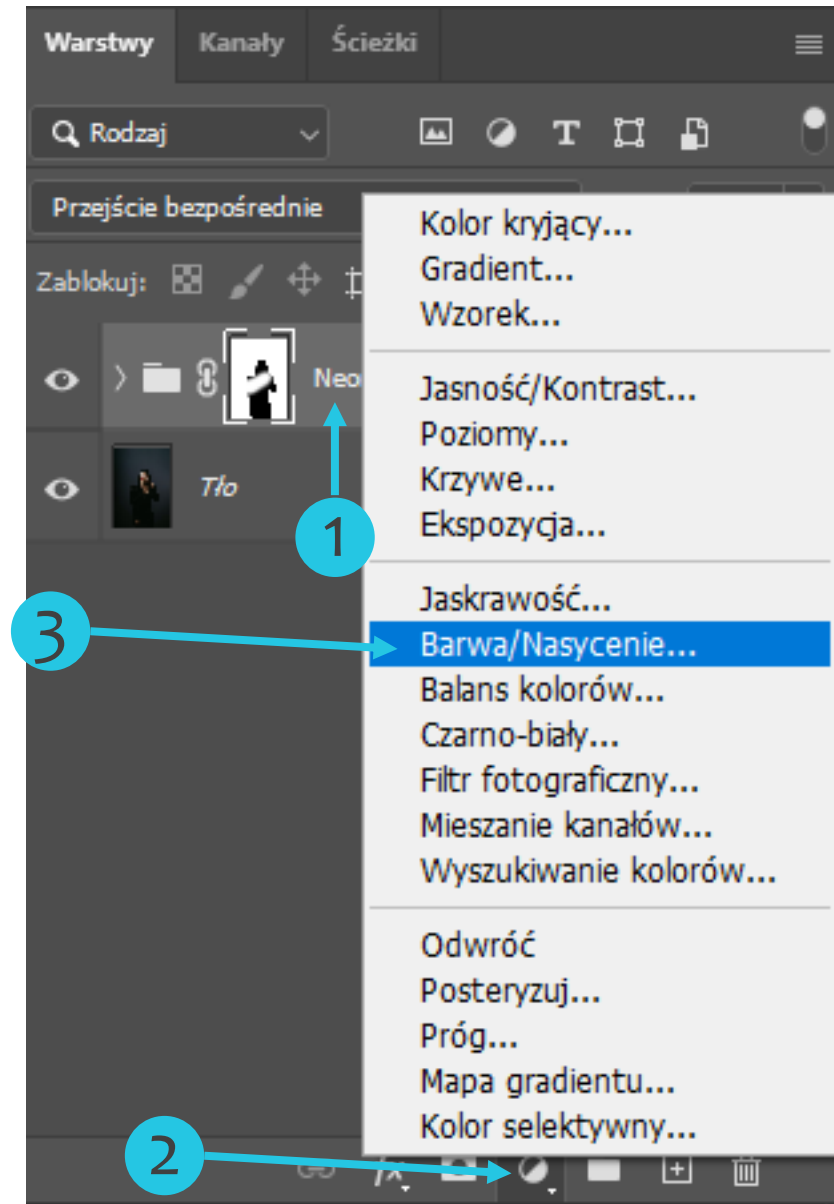 Warstwy Kanały Ścieżki
Rodzaj T
Przejście bezpośrednie
Zablokuj:
Neo
Tło
1
2
3
Kolor kryjący...
Gradient...
Wzorek...
Jasność/Kontrast...
Poziomy...
Krzywe...
Ekspozycja...
Jaskrawość...
Barwa/Nasycenie...
Balans kolorów...
Czarno-biały...
Filtr fotograficzny...
Mieszanie kanałów...
Wyszukiwanie kolorów...
Odwróć
Posteryzuj...
Próg...
Mapa gradientu...
Kolor selektywny...
fx